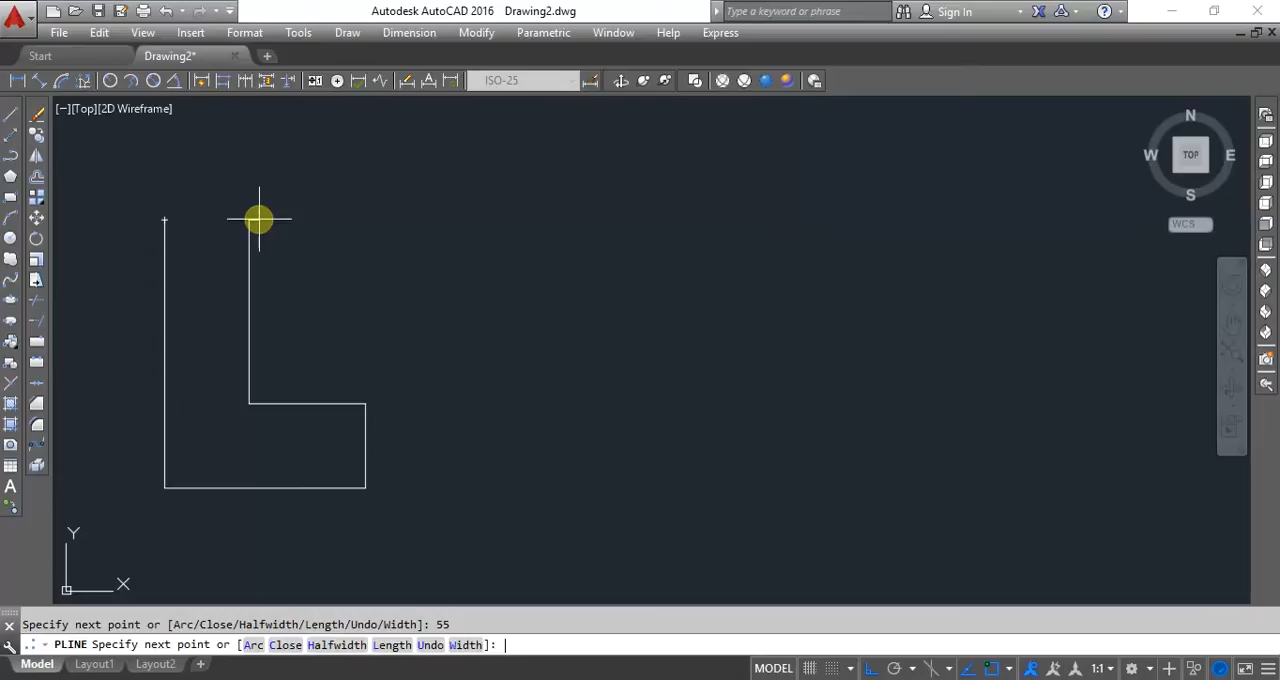 Autodesk AutoCAD 2016 Drawing2.dwg
Type a keyword or phrase
Sign In
File Edit View Insert Format Tools Draw Dimension Modify Parametric Window Help Express
Start Drawing2*
ISO-25
[−][Top][2D Wireframe]
N
W TOP E
S
WCS
A
Y
X
Specify next point or [Arc/Close/Halfwidth/Length/Undo/Width]: 55
PLINE Specify next point or [Arc Close Halfwidth Length Undo Width]:
Model Layout1 Layout2
MODEL 1:1